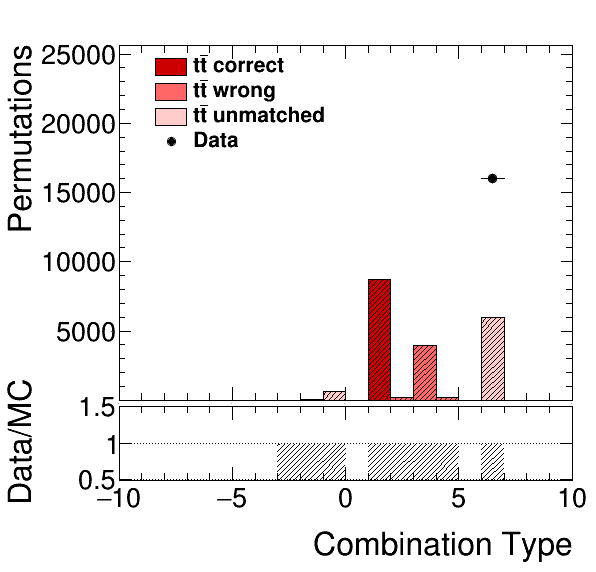 Permutations
25000
20000
15000
10000
5000
tt̄ correct
tt̄ wrong
tt̄ unmatched
Data
Data/MC
1.5
1
0.5
−10 −5 0 5 10
Combination Type